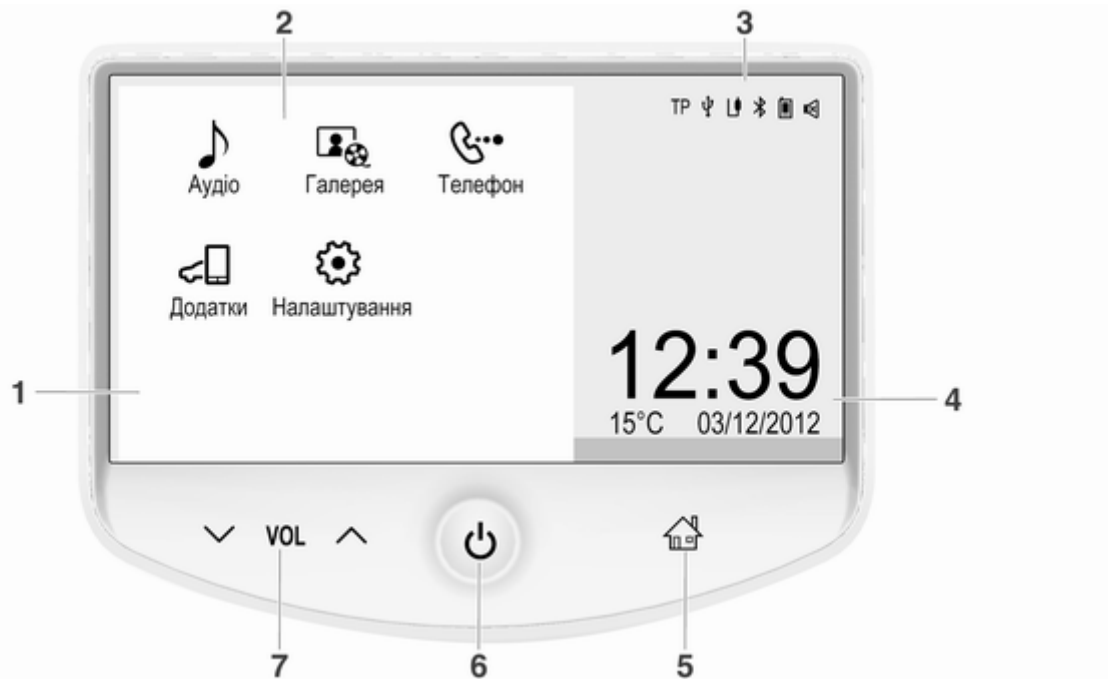 2
3
TP
Аудіо
Галерея
Телефон
Додатки
Налаштування
12:39
1
4
15°C 03/12/2012
VOL
7
6
5